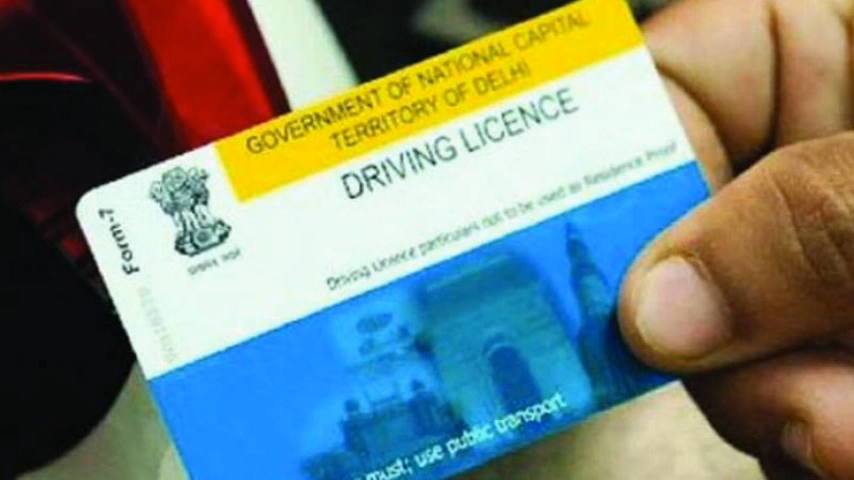 GOVERNMENT OF NATIONAL CAPITAL
TERRITORY OF DELHI
DRIVING LICENCE
Form-7
Driving Licence particulars not to be used as Residence Proof
must; use public transport